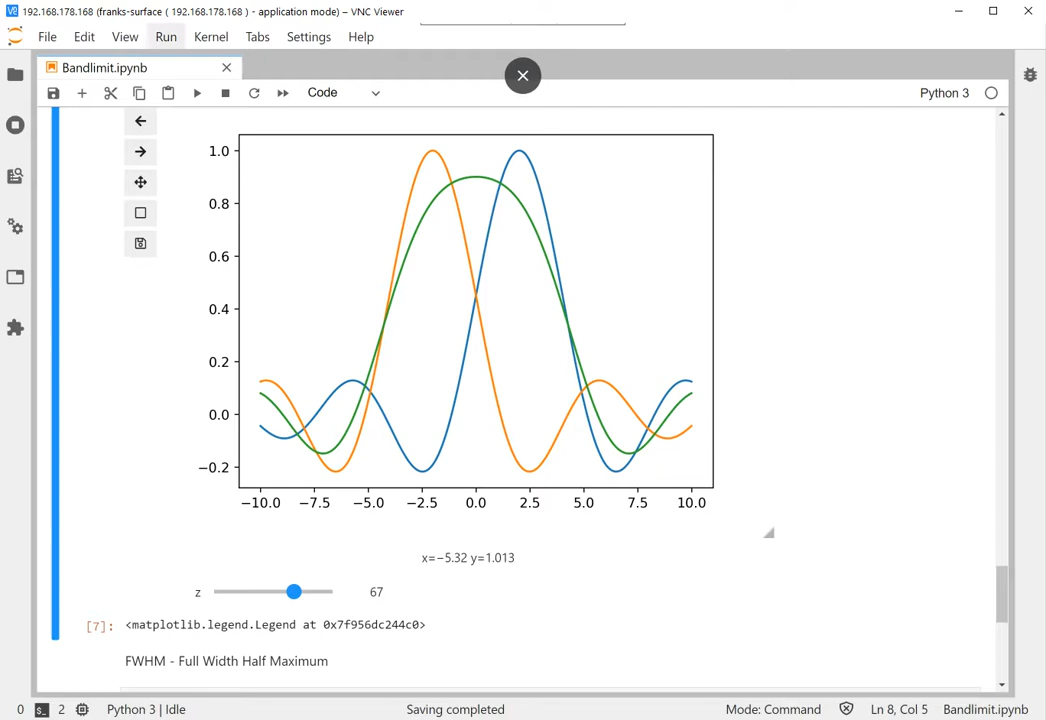 192.168.178.168 (franks-surface ( 192.168.178.168 ) - application mode) – VNC Viewer
File Edit View Run Kernel Tabs Settings Help
Bandlimit.ipynb
Code
Python 3
1.0
0.8
0.6
0.4
0.2
0.0
−0.2
−10.0 −7.5 −5.0 −2.5 0.0 2.5 5.0 7.5 10.0
x=−5.32 y=1.013
z 67
[7]: <matplotlib.legend.Legend at 0x7f956dc244c0>
FWHM - Full Width Half Maximum
0 $_ 2 Python 3 | Idle Saving completed Mode: Command Ln 8, Col 5 Bandlimit.ipynb